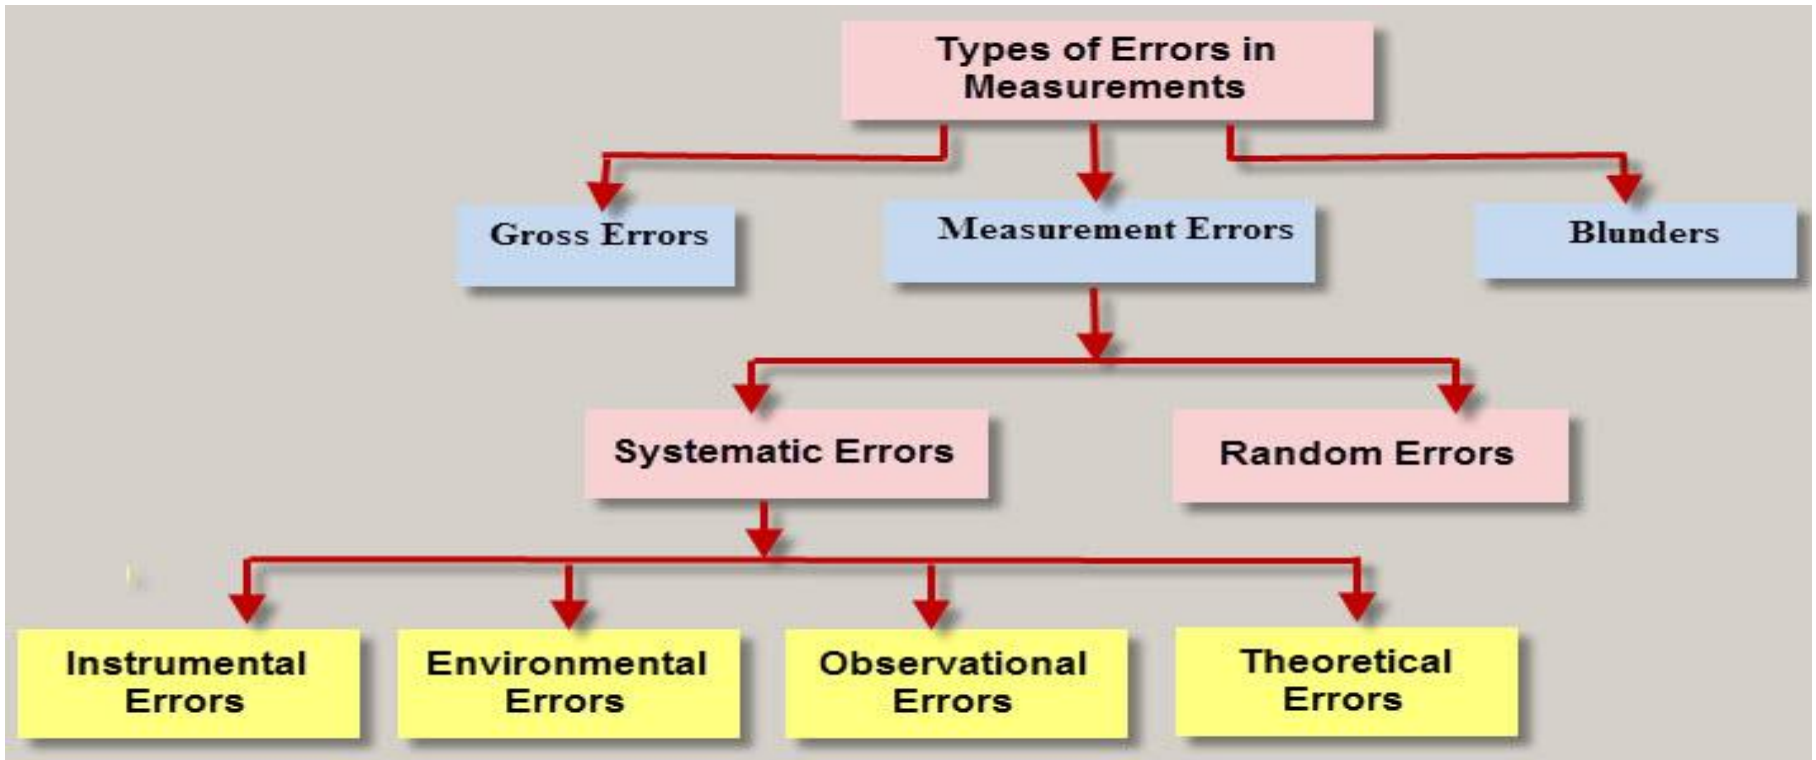 Types of Errors in
Measurements
Gross Errors
Measurement Errors
Blunders
Systematic Errors
Random Errors
Instrumental
Errors
Environmental
Errors
Observational
Errors
Theoretical
Errors